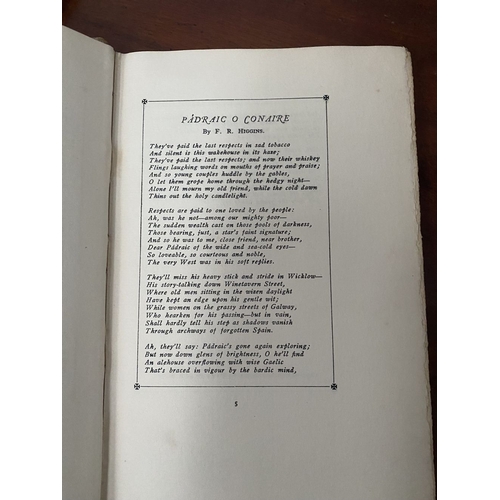 PÁDRAIC O CONAIRE
By F. R. Higgins.
They've paid the last respects in sad tobacco
And silent is this wakehouse in its haze;
They've paid the last respects; and now their whiskey
Flings laughing words on mouths of prayer and praise;
And so young couples huddle by the gables,
O let them grope home through the hedgy night—
Alone I'll mourn my old friend, while the cold dawn
Thins out the holy candlelight.
Respects are paid to one loved by the people:
Ah, was he not—among our mighty poor—
The sudden wealth cast on those pools of darkness,
Those bearing, just, a star's faint signature;
And so he was to me, close friend, near brother,
Dear Pádraic of the wide and sea-cold eyes—
So loveable, so courteous and noble,
The very West was in his soft replies.
They'll miss his heavy stick and stride in Wicklow—
His story-talking down Winetavern Street,
Where old men sitting in the wizen daylight
Have kept an edge upon his gentle wit;
While women on the grassy streets of Galway,
Who hearken for his passing—but in vain,
Shall hardly tell his step as shadows vanish
Through archways of forgotten Spain.
Ah, they'll say: Pádraic's gone again exploring;
But now down glens of brightness, O he'll find
An alehouse overflowing with wise Gaelic
That's braced in vigour by the bardic mind,
5